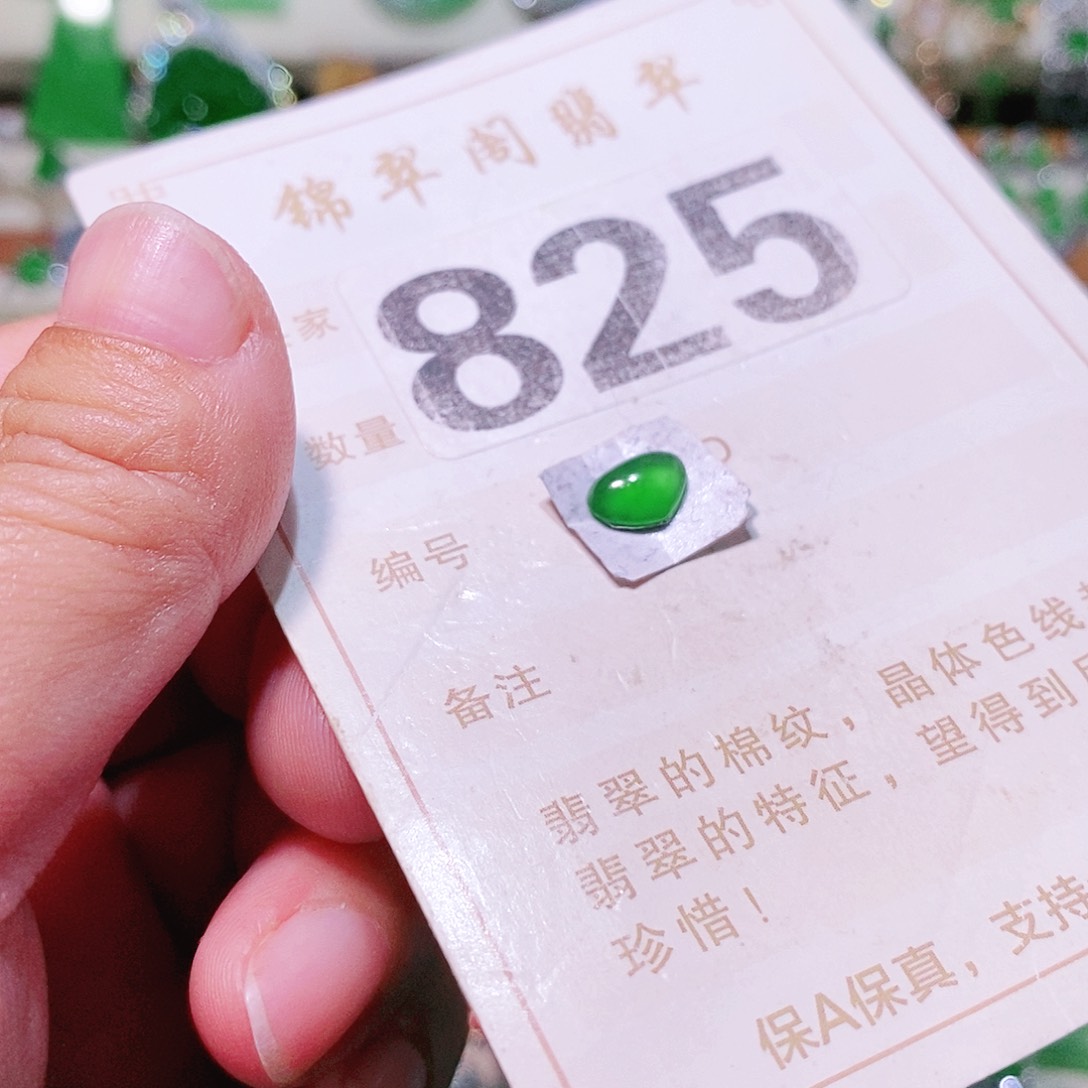 錦翠阁翡翠
825
家
数量
编号
备注
翡翠的棉纹，晶体色线
翡翠的特征，望得到
珍惜！
保A保真，支持